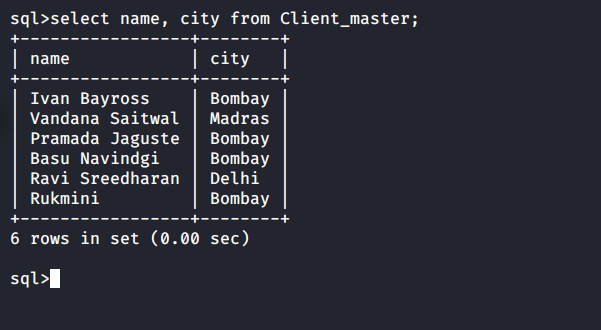 sql>select name, city from Client_master;
+-----------------+--------+
| name            | city   |
+-----------------+--------+
| Ivan Bayross    | Bombay |
| Vandana Saitwal | Madras |
| Pramada Jaguste | Bombay |
| Basu Navindgi   | Bombay |
| Ravi Sreedharan | Delhi  |
| Rukmini         | Bombay |
+-----------------+--------+
6 rows in set (0.00 sec)
sql>